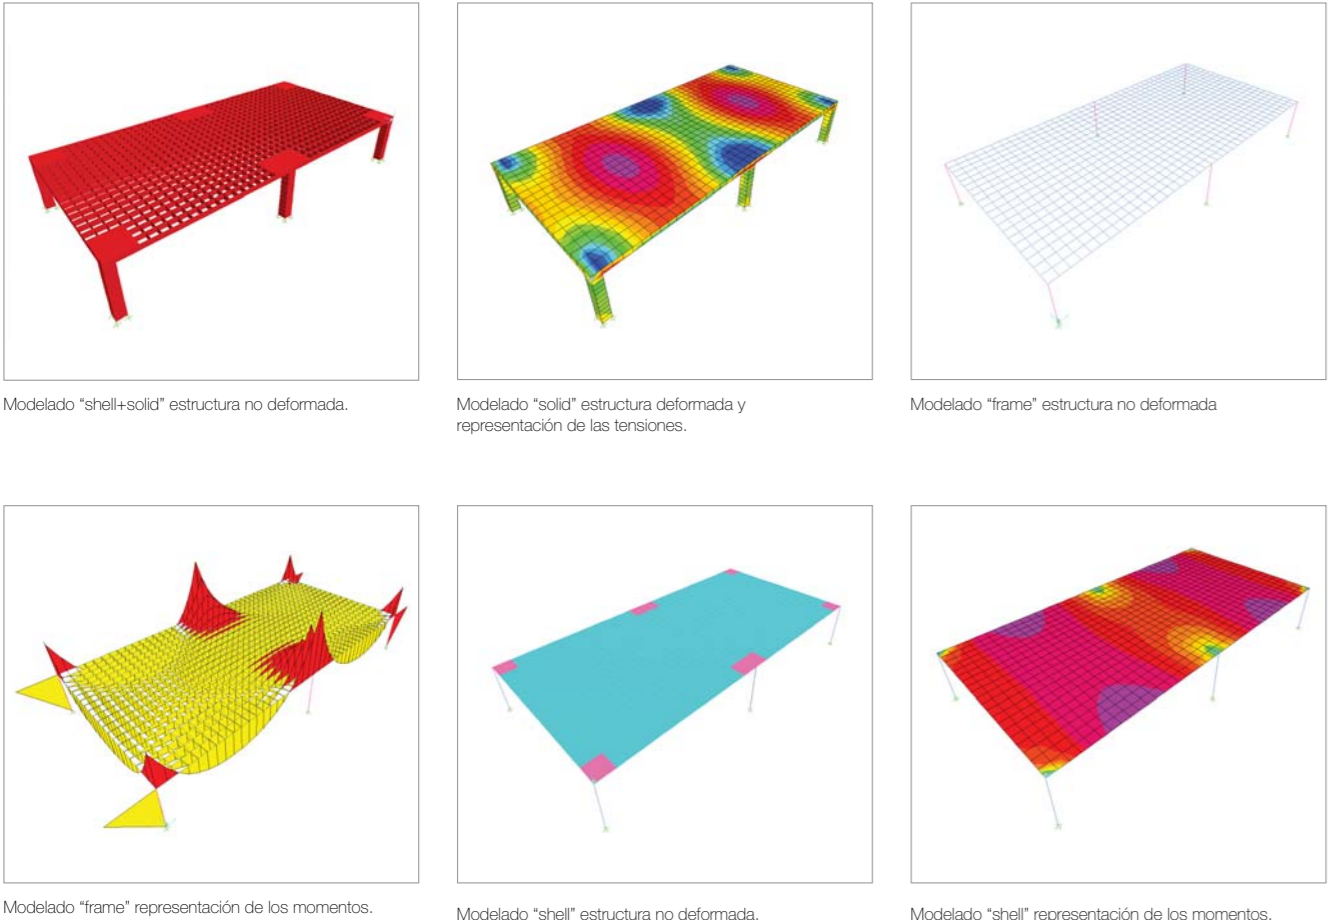 Modelado “shell+solid” estructura no deformada.
Modelado “solid” estructura deformada y
representación de las tensiones.
Modelado “frame” estructura no deformada
Modelado “frame” representación de los momentos.
Modelado “shell” estructura no deformada.
Modelado “shell” representación de los momentos.